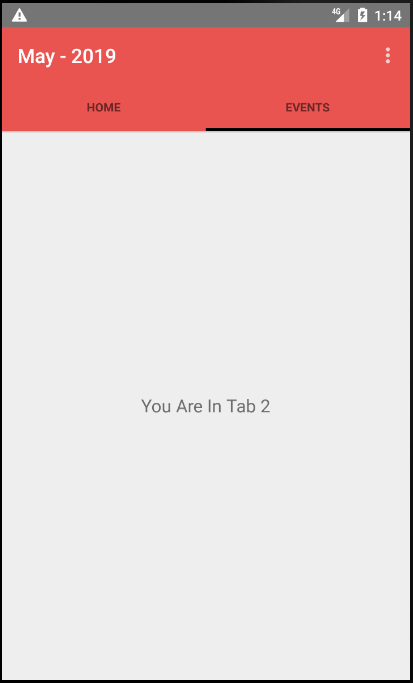 4G 1:14
May - 2019
HOME EVENTS
You Are In Tab 2